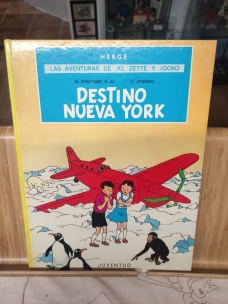 HERGÉ
LAS AVENTURAS DE JO, ZETTE Y JOCKO
EL STRATONEF H. 22 2.º EPISODIO
DESTINO
NUEVA YORK
JUVENTUD